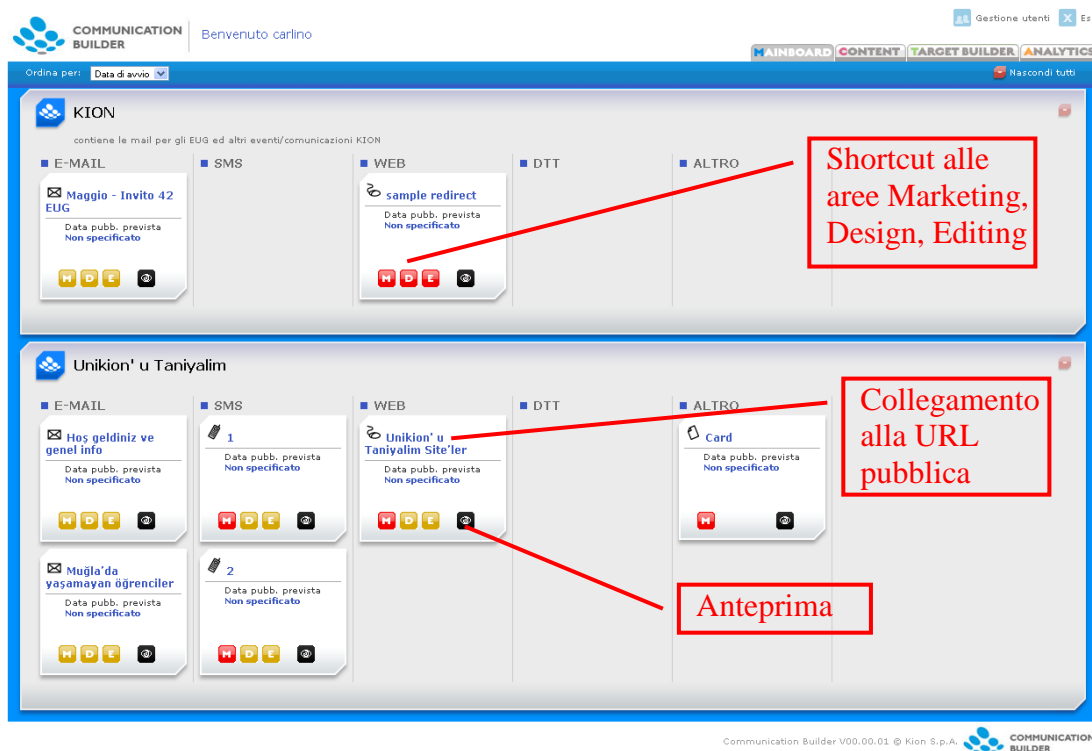 COMMUNICATION
BUILDER
Benvenuto carlino
Gestione utenti X Es
MAINBOARD CONTENT TARGET BUILDER ANALYTICS
Ordina per: Data di avvio
Nascondi tutti
KION
contiene le mail per gli EUG ed altri eventi/comunicazioni KION
E-MAIL SMS WEB DTT ALTRO
Maggio - Invito 42
EUG
Data pubb. prevista
Non specificato
M D E
sample redirect
Data pubb. prevista
Non specificato
M D E
Shortcut alle
aree Marketing,
Design, Editing
Unikion' u Taniyalim
E-MAIL SMS WEB DTT ALTRO
Hoş geldiniz ve
genel info
Data pubb. prevista
Non specificato
M D E
1
Data pubb. prevista
Non specificato
M D E
Unikion' u
Taniyalim Site'ler
Data pubb. prevista
Non specificato
M D E
Card
Data pubb. prevista
Non specificato
M
Collegamento
alla URL
pubblica
Muğla'da
yaşamayan öğrenciler
Data pubb. prevista
Non specificato
M D E
2
Data pubb. prevista
Non specificato
M D E
Anteprima
Communication Builder V00.00.01 @ Kion S.p.A.
COMMUNICATION
BUILDER